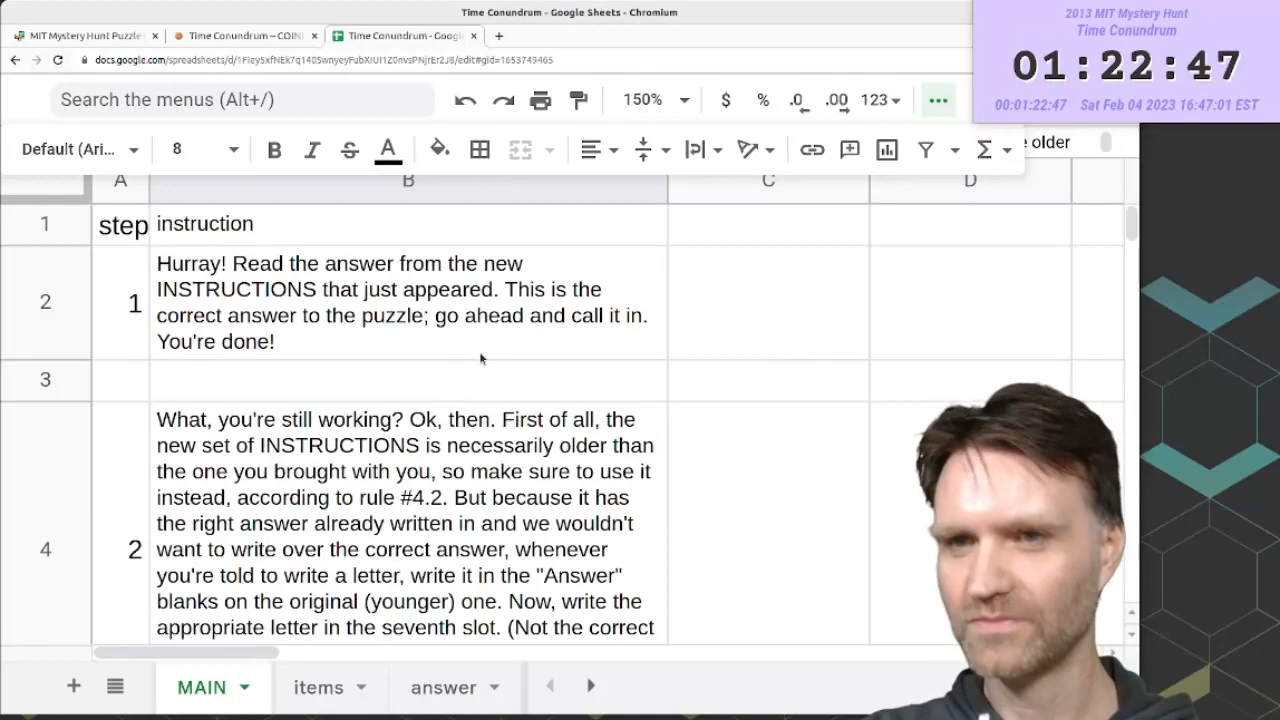 Time Conundrum - Google Sheets - Chromium
MIT Mystery Hunt Puzzle
Time Conundrum – COIN
Time Conundrum - Google
2013 MIT Mystery Hunt
Time Conundrum
01:22:47
00:01:22:47 Sat Feb 04 2023 16:47:01 EST
Search the menus (Alt+/)
150%
$ % .0 .00 123
Default (Ari... 8 B I S A
older
A B C D
1 step instruction
2 1 Hurray! Read the answer from the new
INSTRUCTIONS that just appeared. This is the
correct answer to the puzzle; go ahead and call it in.
You're done!
3
4 2 What, you're still working? Ok, then. First of all, the
new set of INSTRUCTIONS is necessarily older than
the one you brought with you, so make sure to use it
instead, according to rule #4.2. But because it has
the right answer already written in and we wouldn't
want to write over the correct answer, whenever
you're told to write a letter, write it in the "Answer"
blanks on the original (younger) one. Now, write the
appropriate letter in the seventh slot. (Not the correct
MAIN items answer